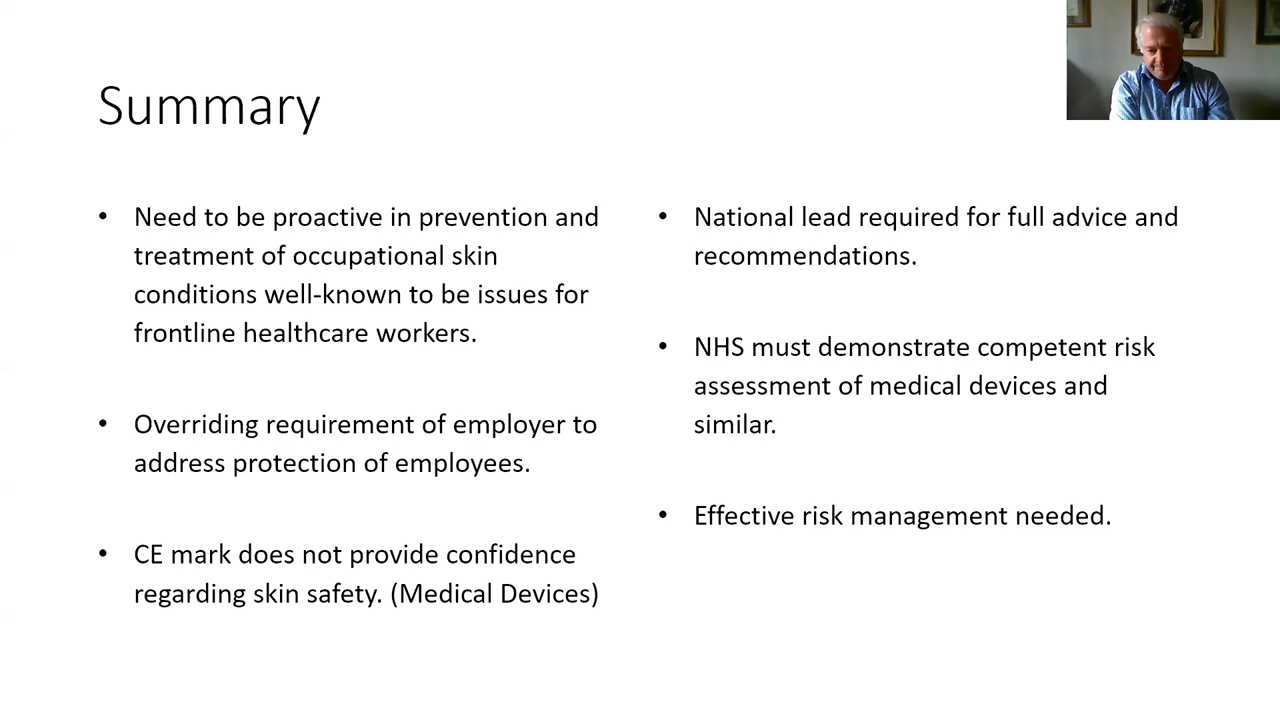 Summary
• Need to be proactive in prevention and
treatment of occupational skin
conditions well-known to be issues for
frontline healthcare workers.
• Overriding requirement of employer to
address protection of employees.
• CE mark does not provide confidence
regarding skin safety. (Medical Devices)
• National lead required for full advice and
recommendations.
• NHS must demonstrate competent risk
assessment of medical devices and
similar.
• Effective risk management needed.